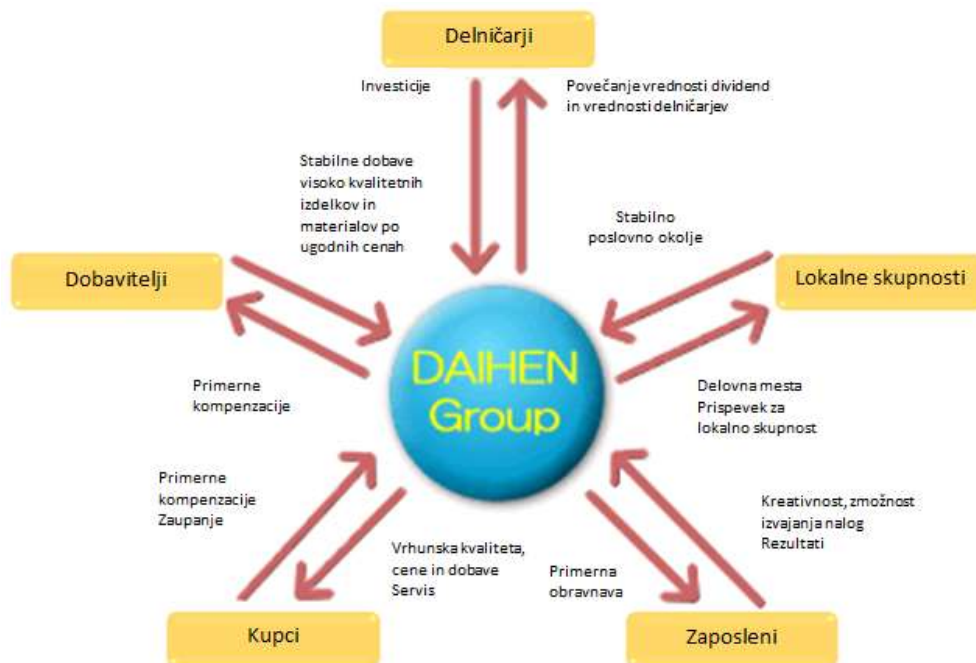 Delničarji
Investicije
Povečanje vrednosti dividend
in vrednosti delničarjev
Stabilne dobave
visoko kvalitetnih
izdelkov in
materialov po
ugodnih cenah
Stabilno
poslovno okolje
Dobavitelji
Lokalne skupnosti
DAIHEN
Group
Primerne
kompenzacije
Delovna mesta
Prispevek za
lokalno skupnost
Primerne
kompenzacije
Zaupanje
Kreativnost, zmožnost
izvajanja nalog
Rezultati
Vrhunska kvaliteta,
cene in dobave
Servis
Primerna
obravnava
Kupci
Zaposleni